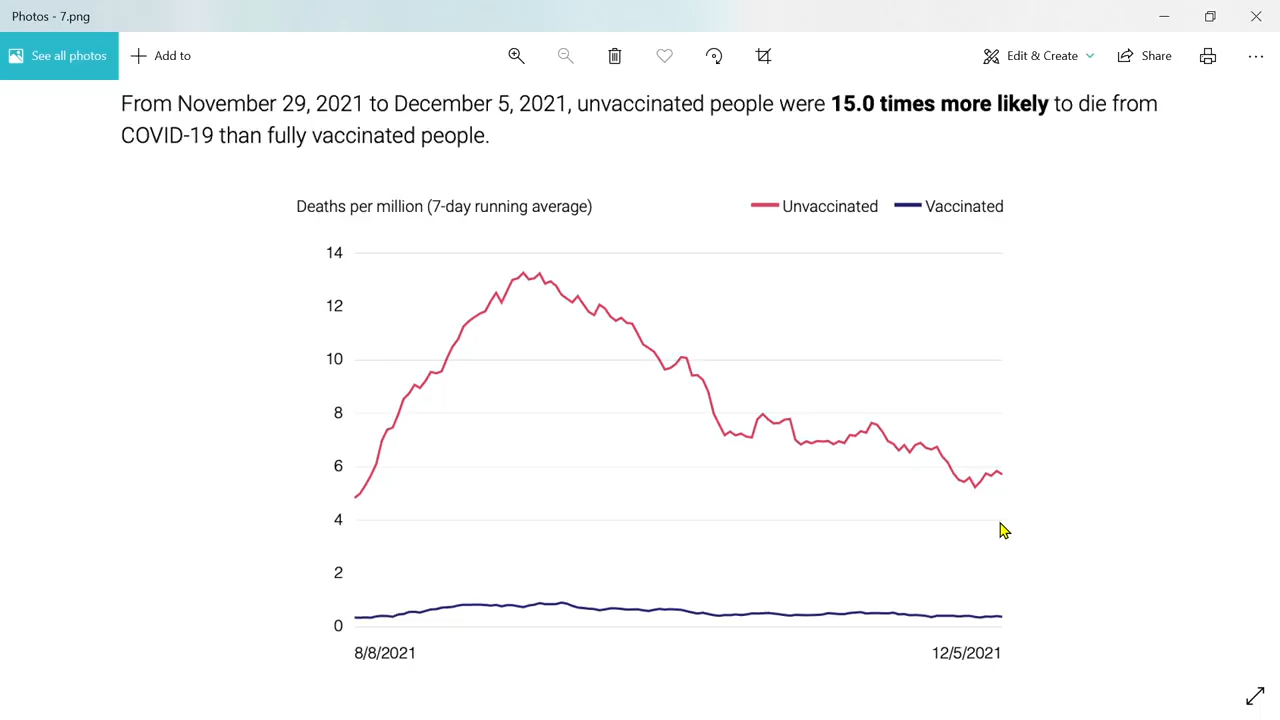 Photos - 7.png
See all photos
Add to
Edit & Create
Share
From November 29, 2021 to December 5, 2021, unvaccinated people were 15.0 times more likely to die from
COVID-19 than fully vaccinated people.
Deaths per million (7-day running average)
Unvaccinated
Vaccinated
14
12
10
8
6
4
2
0
8/8/2021
12/5/2021